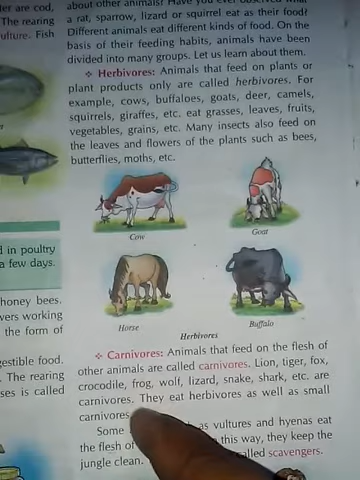 about other animals? Have you ever observed what
a rat, sparrow, lizard or squirrel eat as their food?
Different animals eat different kinds of food. On the
basis of their feeding habits, animals have been
divided into many groups. Let us learn about them.
❖ Herbivores: Animals that feed on plants or
plant products only are called herbivores. For
example, cows, buffaloes, goats, deer, camels,
squirrels, giraffes, etc. eat grasses, leaves, fruits,
vegetables, grains, etc. Many insects also feed on
the leaves and flowers of the plants such as bees,
butterflies, moths, etc.
Cow
Goat
Horse
Buffalo
Herbivores
❖ Carnivores: Animals that feed on the flesh of
other animals are called carnivores. Lion, tiger, fox,
crocodile, frog, wolf, lizard, snake, shark, etc. are
carnivores. They eat herbivores as well as small
carnivores
Some as vultures and hyenas eat
the flesh of this way, they keep the
jungle clean. called scavengers.
are cod,
The rearing
culture. Fish
d in poultry
a few days.
honey bees.
vers working
the form of
gestible food.
The rearing
ses is called